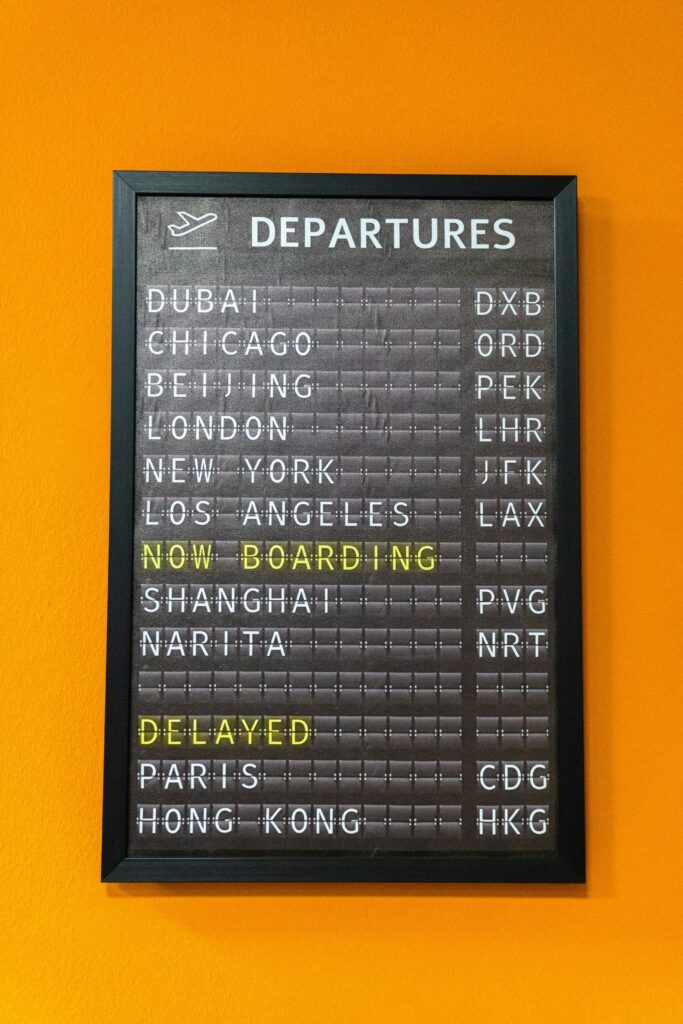 DEPARTURES
DUBAI DXB
CHICAGO ORD
BEIJING PEK
LONDON LHR
NEW YORK JFK
LOS ANGELES LAX
NOW BOARDING
SHANGHAI PVG
NARITA NRT
DELAYED
PARIS CDG
HONG KONG HKG